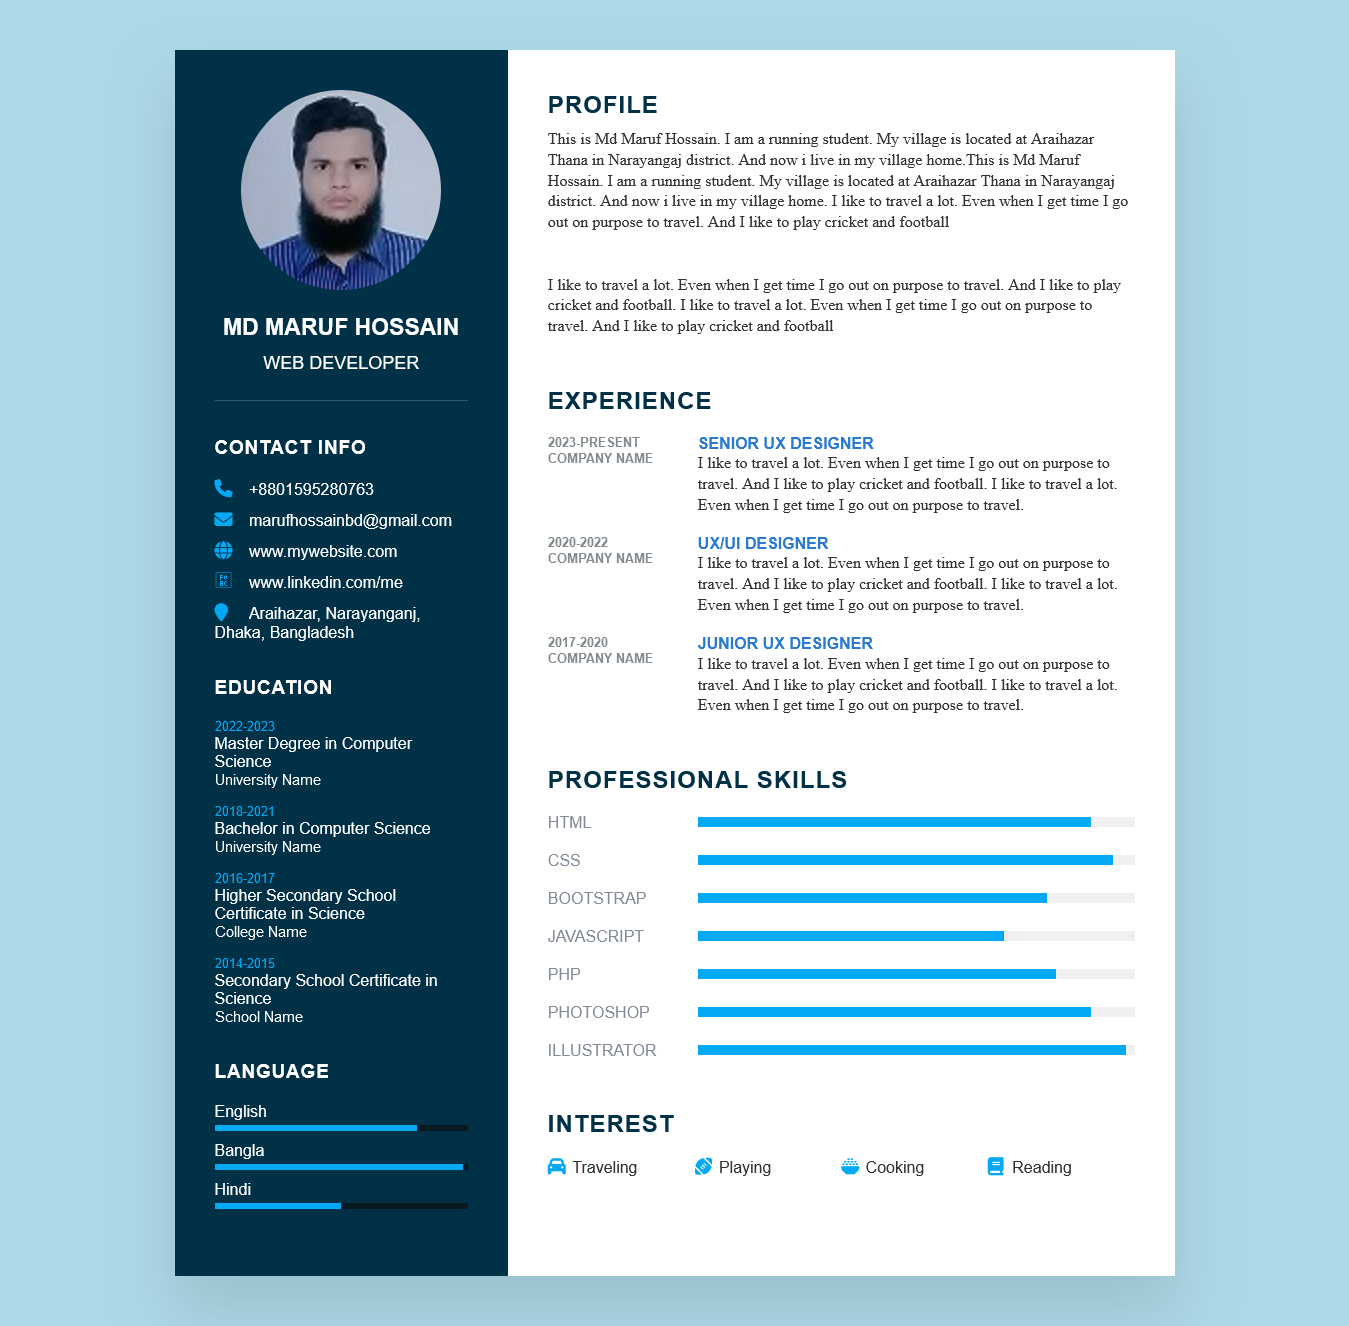 MD MARUF HOSSAIN
WEB DEVELOPER
CONTACT INFO
+8801595280763
marufhossainbd@gmail.com
www.mywebsite.com
www.linkedin.com/me
Araihazar, Narayanganj,
Dhaka, Bangladesh
EDUCATION
2022-2023
Master Degree in Computer
Science
University Name
2018-2021
Bachelor in Computer Science
University Name
2016-2017
Higher Secondary School
Certificate in Science
College Name
2014-2015
Secondary School Certificate in
Science
School Name
LANGUAGE
English
Bangla
Hindi
PROFILE
This is Md Maruf Hossain. I am a running student. My village is located at Araihazar
Thana in Narayangaj district. And now i live in my village home.This is Md Maruf
Hossain. I am a running student. My village is located at Araihazar Thana in Narayangaj
district. And now i live in my village home. I like to travel a lot. Even when I get time I go
out on purpose to travel. And I like to play cricket and football
I like to travel a lot. Even when I get time I go out on purpose to travel. And I like to play
cricket and football. I like to travel a lot. Even when I get time I go out on purpose to
travel. And I like to play cricket and football
EXPERIENCE
2023-PRESENT
COMPANY NAME
SENIOR UX DESIGNER
I like to travel a lot. Even when I get time I go out on purpose to
travel. And I like to play cricket and football. I like to travel a lot.
Even when I get time I go out on purpose to travel.
2020-2022
COMPANY NAME
UX/UI DESIGNER
I like to travel a lot. Even when I get time I go out on purpose to
travel. And I like to play cricket and football. I like to travel a lot.
Even when I get time I go out on purpose to travel.
2017-2020
COMPANY NAME
JUNIOR UX DESIGNER
I like to travel a lot. Even when I get time I go out on purpose to
travel. And I like to play cricket and football. I like to travel a lot.
Even when I get time I go out on purpose to travel.
PROFESSIONAL SKILLS
HTML
CSS
BOOTSTRAP
JAVASCRIPT
PHP
PHOTOSHOP
ILLUSTRATOR
INTEREST
Traveling Playing Cooking Reading